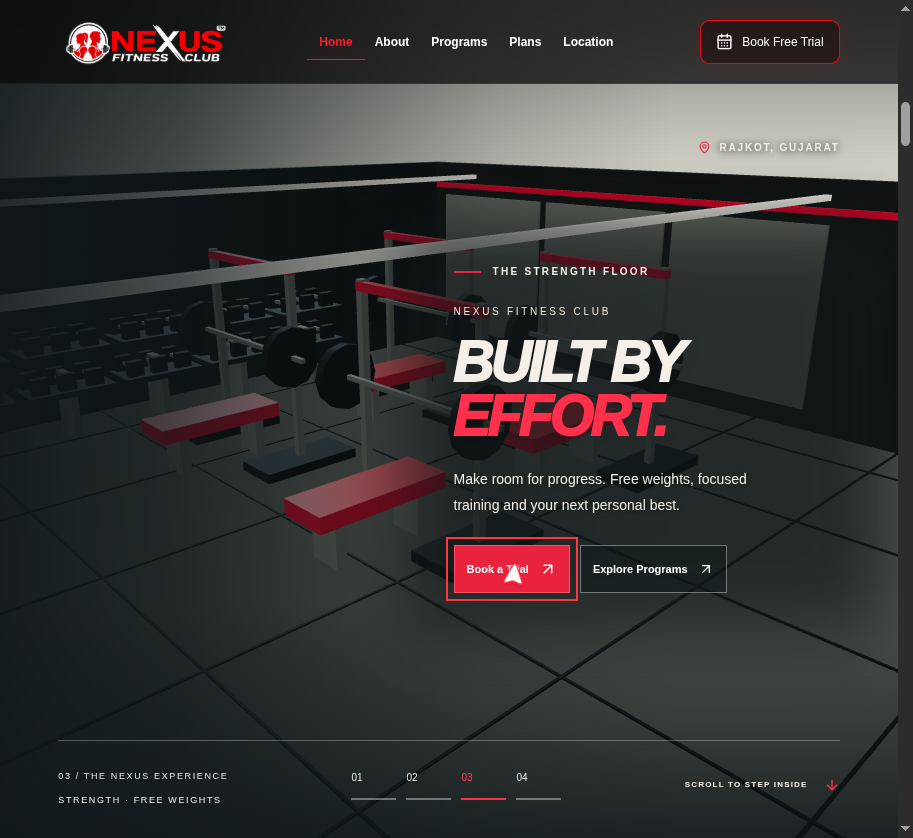 NEXUS
TM
FITNESS CLUB
Home
About
Programs
Plans
Location
Book Free Trial
RAJKOT, GUJARAT
THE STRENGTH FLOOR
NEXUS FITNESS CLUB
BUILT BY
EFFORT.
Make room for progress. Free weights, focused
training and your next personal best.
Book a Trial
Explore Programs
03 / THE NEXUS EXPERIENCE
STRENGTH · FREE WEIGHTS
01
02
03
04
SCROLL TO STEP INSIDE